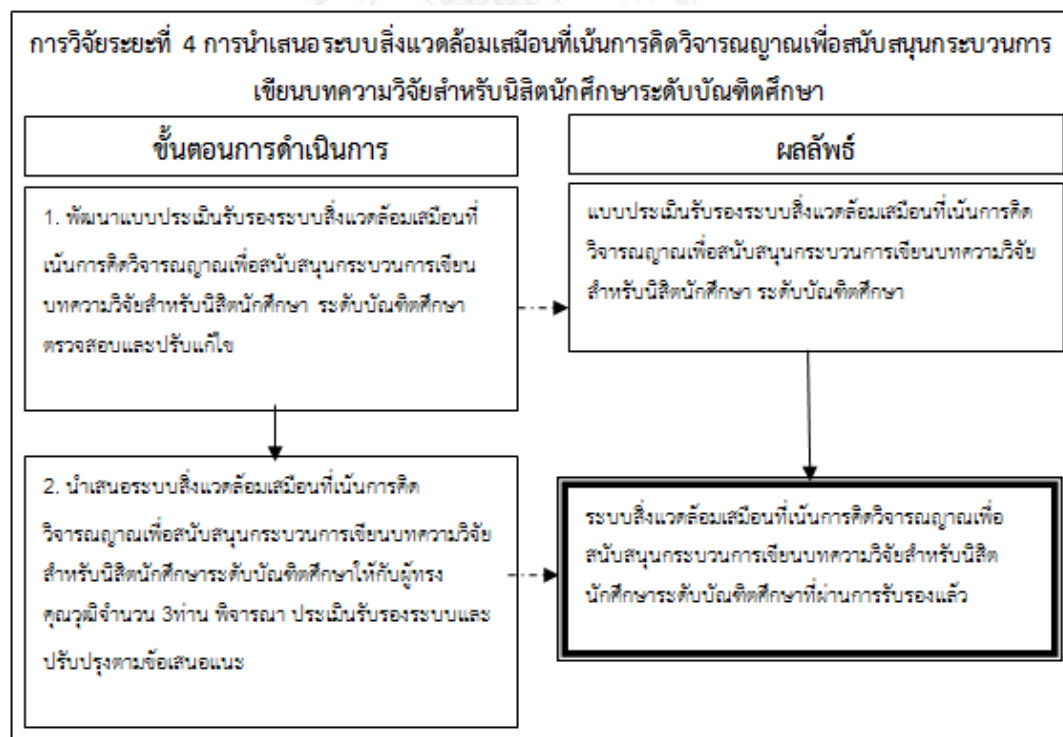 การวิจัยระยะที่ 4 การนำเสนอระบบสิ่งแวดล้อมเสมือนที่เน้นการคิดวิจารณญาณเพื่อสนับสนุนกระบวนการ
เขียนบทความวิจัยสำหรับนิสิตนักศึกษาระดับบัณฑิตศึกษา
ขั้นตอนการดำเนินการ
ผลลัพธ์
1. พัฒนาแบบประเมินรับรองระบบสิ่งแวดล้อมเสมือนที่
เน้นการคิดวิจารณญาณเพื่อสนับสนุนกระบวนการเขียน
บทความวิจัยสำหรับนิสิตนักศึกษา ระดับบัณฑิตศึกษา
ตรวจสอบและปรับแก้ไข
แบบประเมินรับรองระบบสิ่งแวดล้อมเสมือนที่เน้นการคิด
วิจารณญาณเพื่อสนับสนุนกระบวนการเขียนบทความวิจัย
สำหรับนิสิตนักศึกษา ระดับบัณฑิตศึกษา
2. นำเสนอระบบสิ่งแวดล้อมเสมือนที่เน้นการคิด
วิจารณญาณเพื่อสนับสนุนกระบวนการเขียนบทความวิจัย
สำหรับนิสิตนักศึกษาระดับบัณฑิตศึกษาให้กับผู้ทรง
คุณวุฒิจำนวน 3ท่าน พิจารณา ประเมินรับรองระบบและ
ปรับปรุงตามข้อเสนอแนะ
ระบบสิ่งแวดล้อมเสมือนที่เน้นการคิดวิจารณญาณเพื่อ
สนับสนุนกระบวนการเขียนบทความวิจัยสำหรับนิสิต
นักศึกษาระดับบัณฑิตศึกษาที่ผ่านการรับรองแล้ว